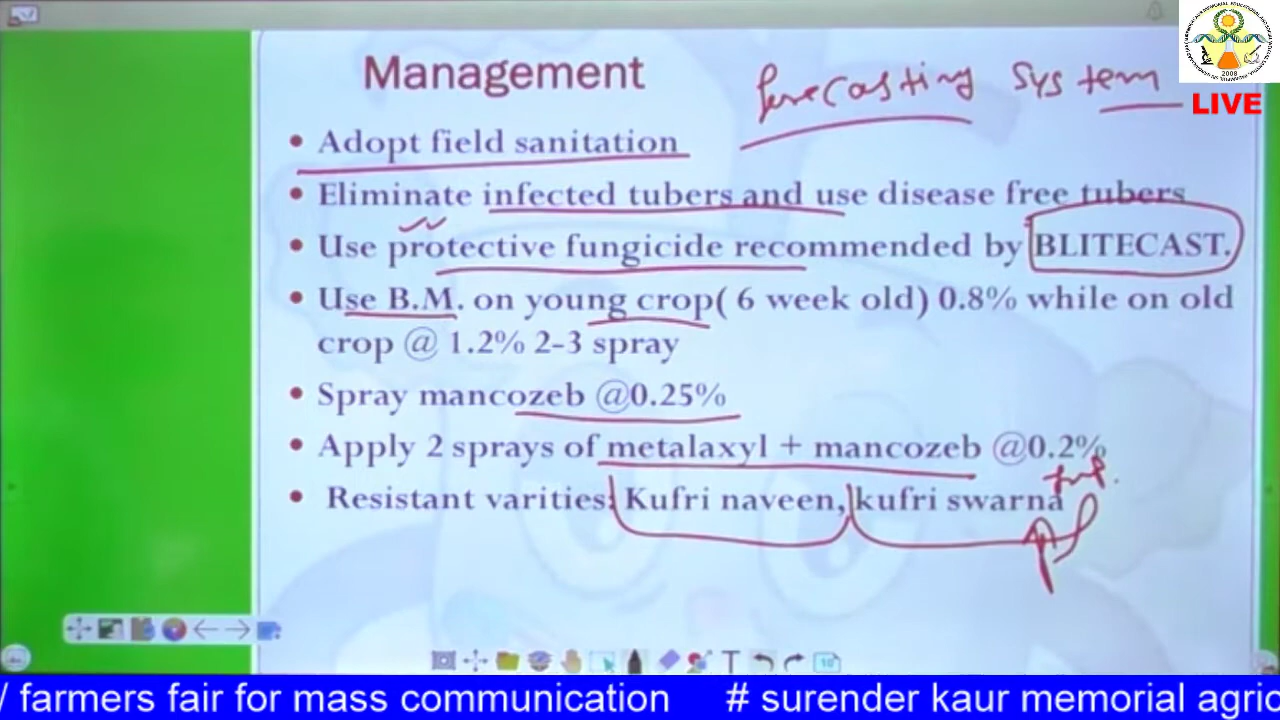 Management
forecasting system
LIVE
• Adopt field sanitation
• Eliminate infected tubers and use disease free tubers
• Use protective fungicide recommended by BLITECAST.
• Use B.M. on young crop( 6 week old) 0.8% while on old
crop @ 1.2% 2-3 spray
• Spray mancozeb @0.25%
• Apply 2 sprays of metalaxyl + mancozeb @0.2%
• Resistant varities: Kufri naveen, kufri swarna
/ farmers fair for mass communication # surender kaur memorial agric
2008